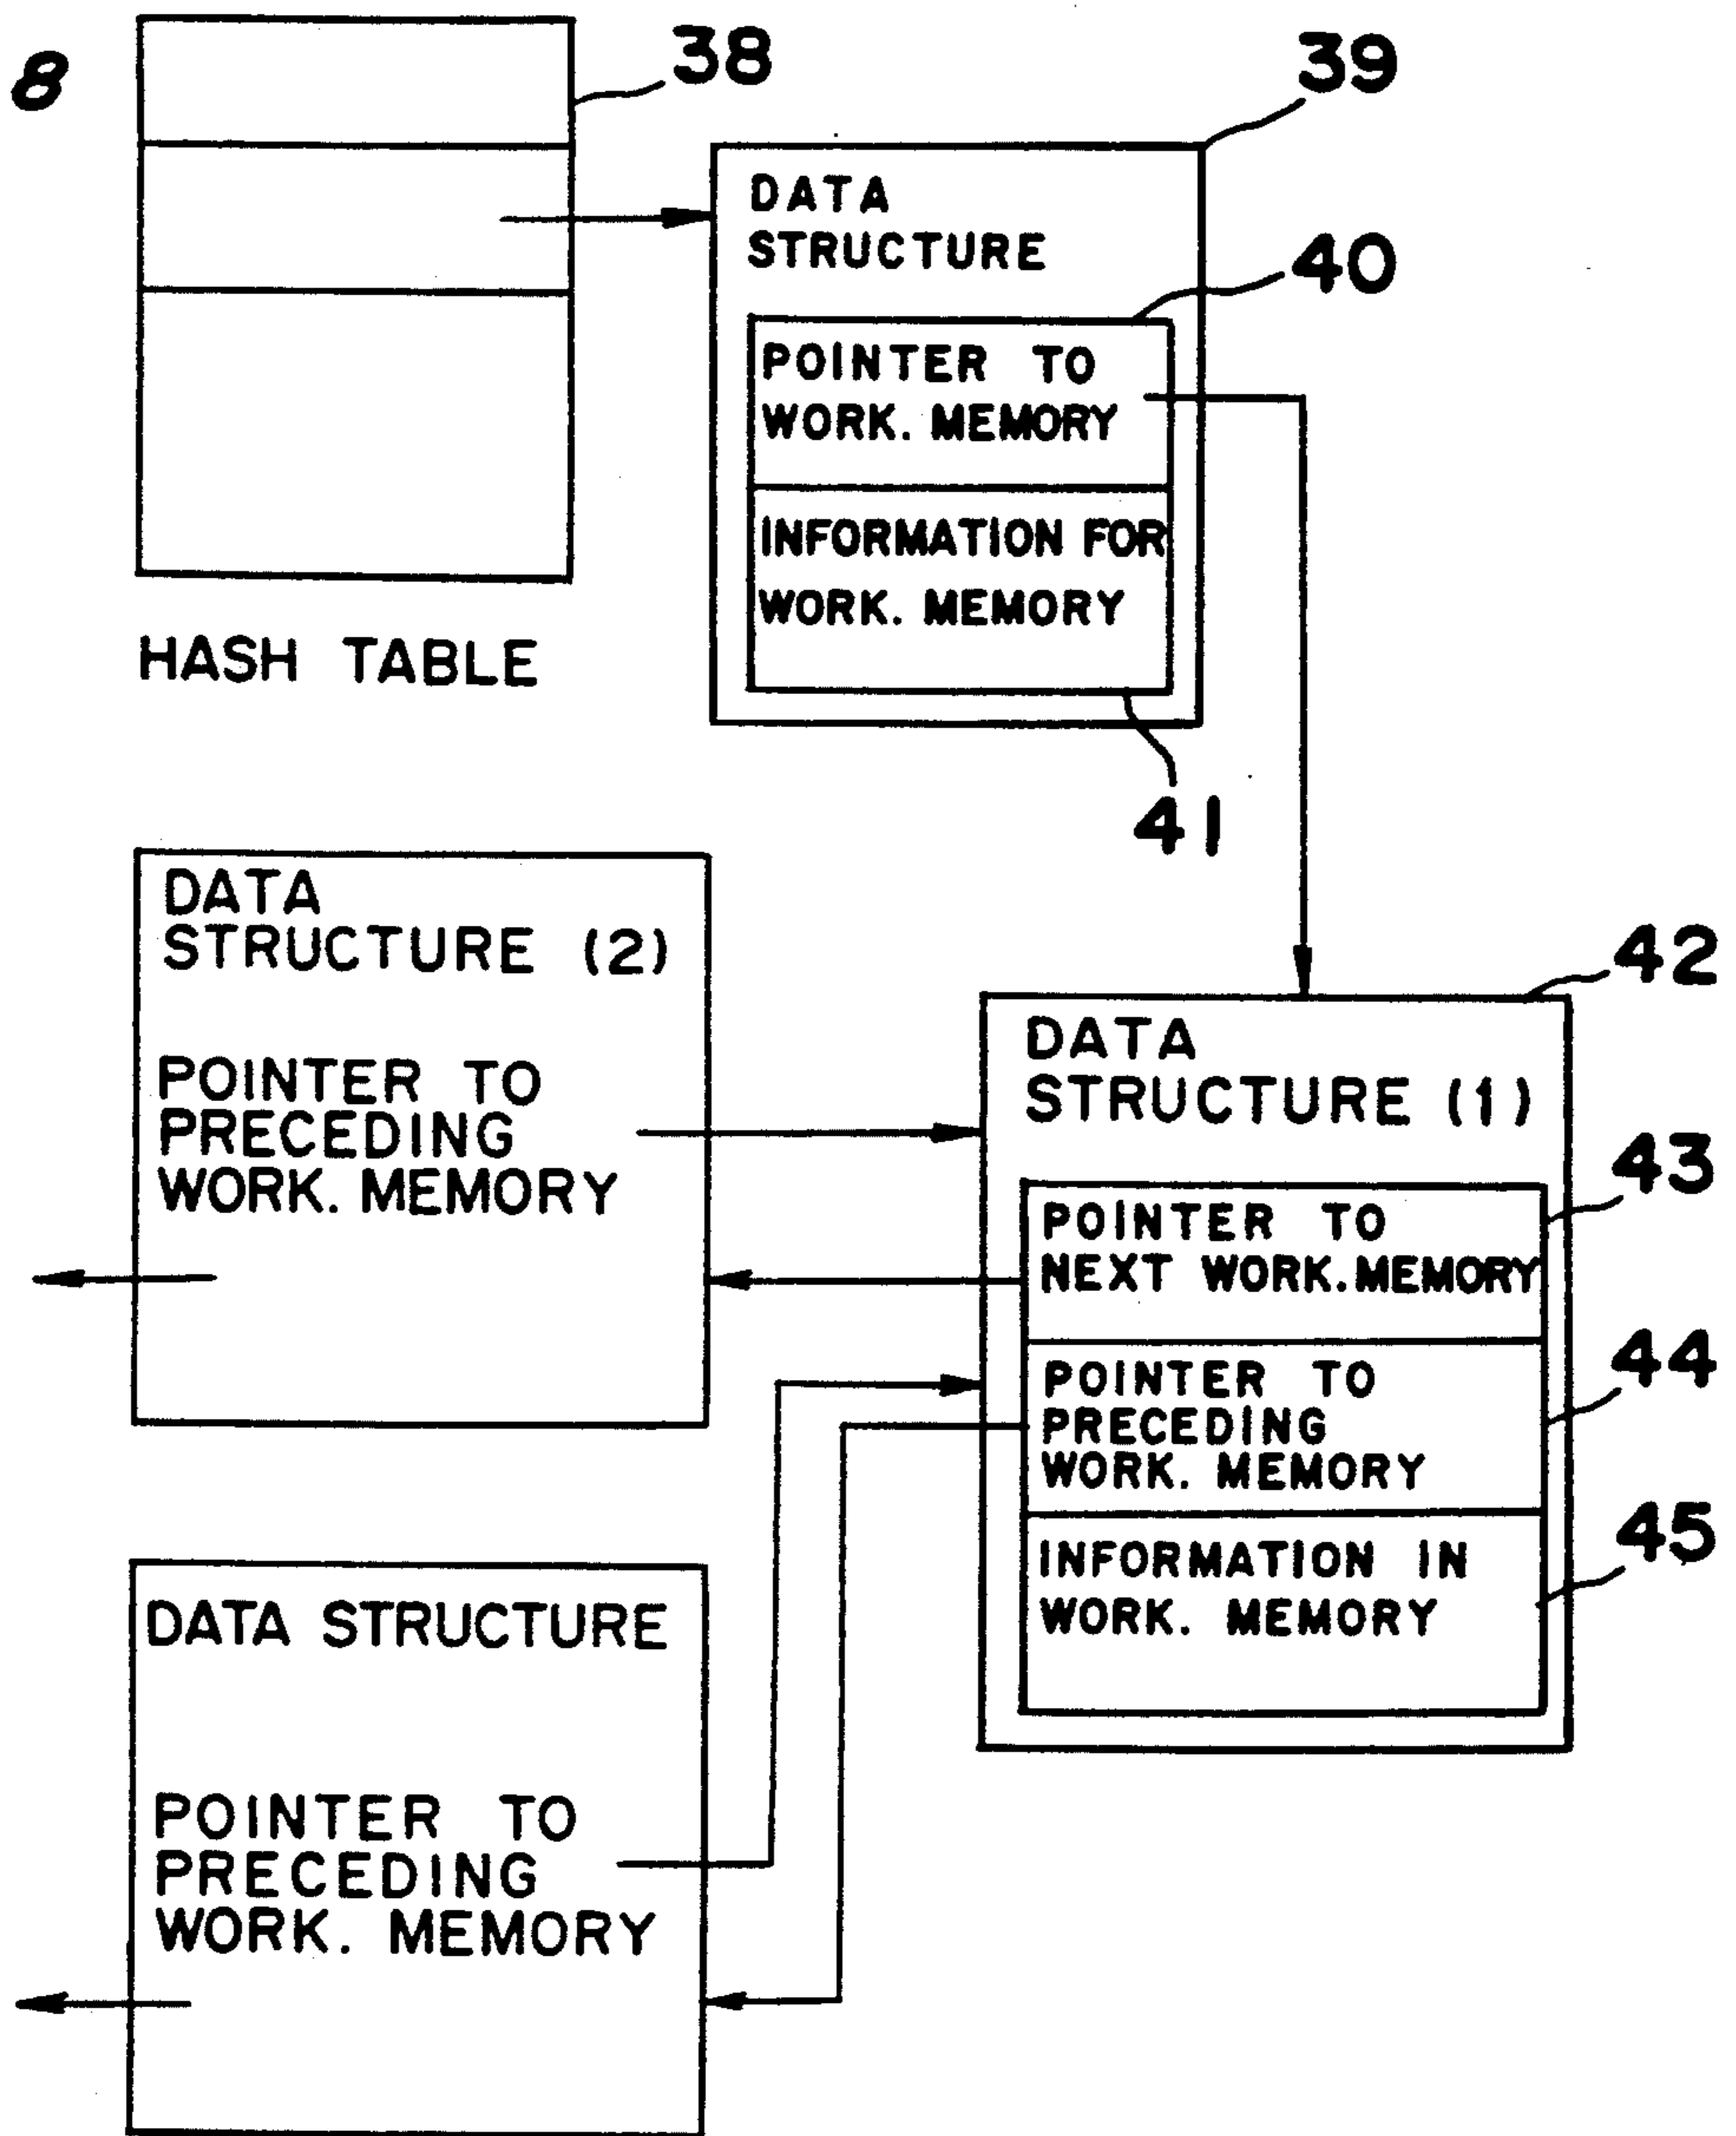 8
38
39
DATA
STRUCTURE
40
POINTER TO
WORK. MEMORY
INFORMATION FOR
WORK. MEMORY
HASH TABLE
41
DATA
STRUCTURE (2)
POINTER TO
PRECEDING
WORK. MEMORY
42
DATA
STRUCTURE (1)
43
POINTER TO
NEXT WORK. MEMORY
44
POINTER TO
PRECEDING
WORK. MEMORY
45
INFORMATION IN
WORK. MEMORY
DATA STRUCTURE
POINTER TO
PRECEDING
WORK. MEMORY